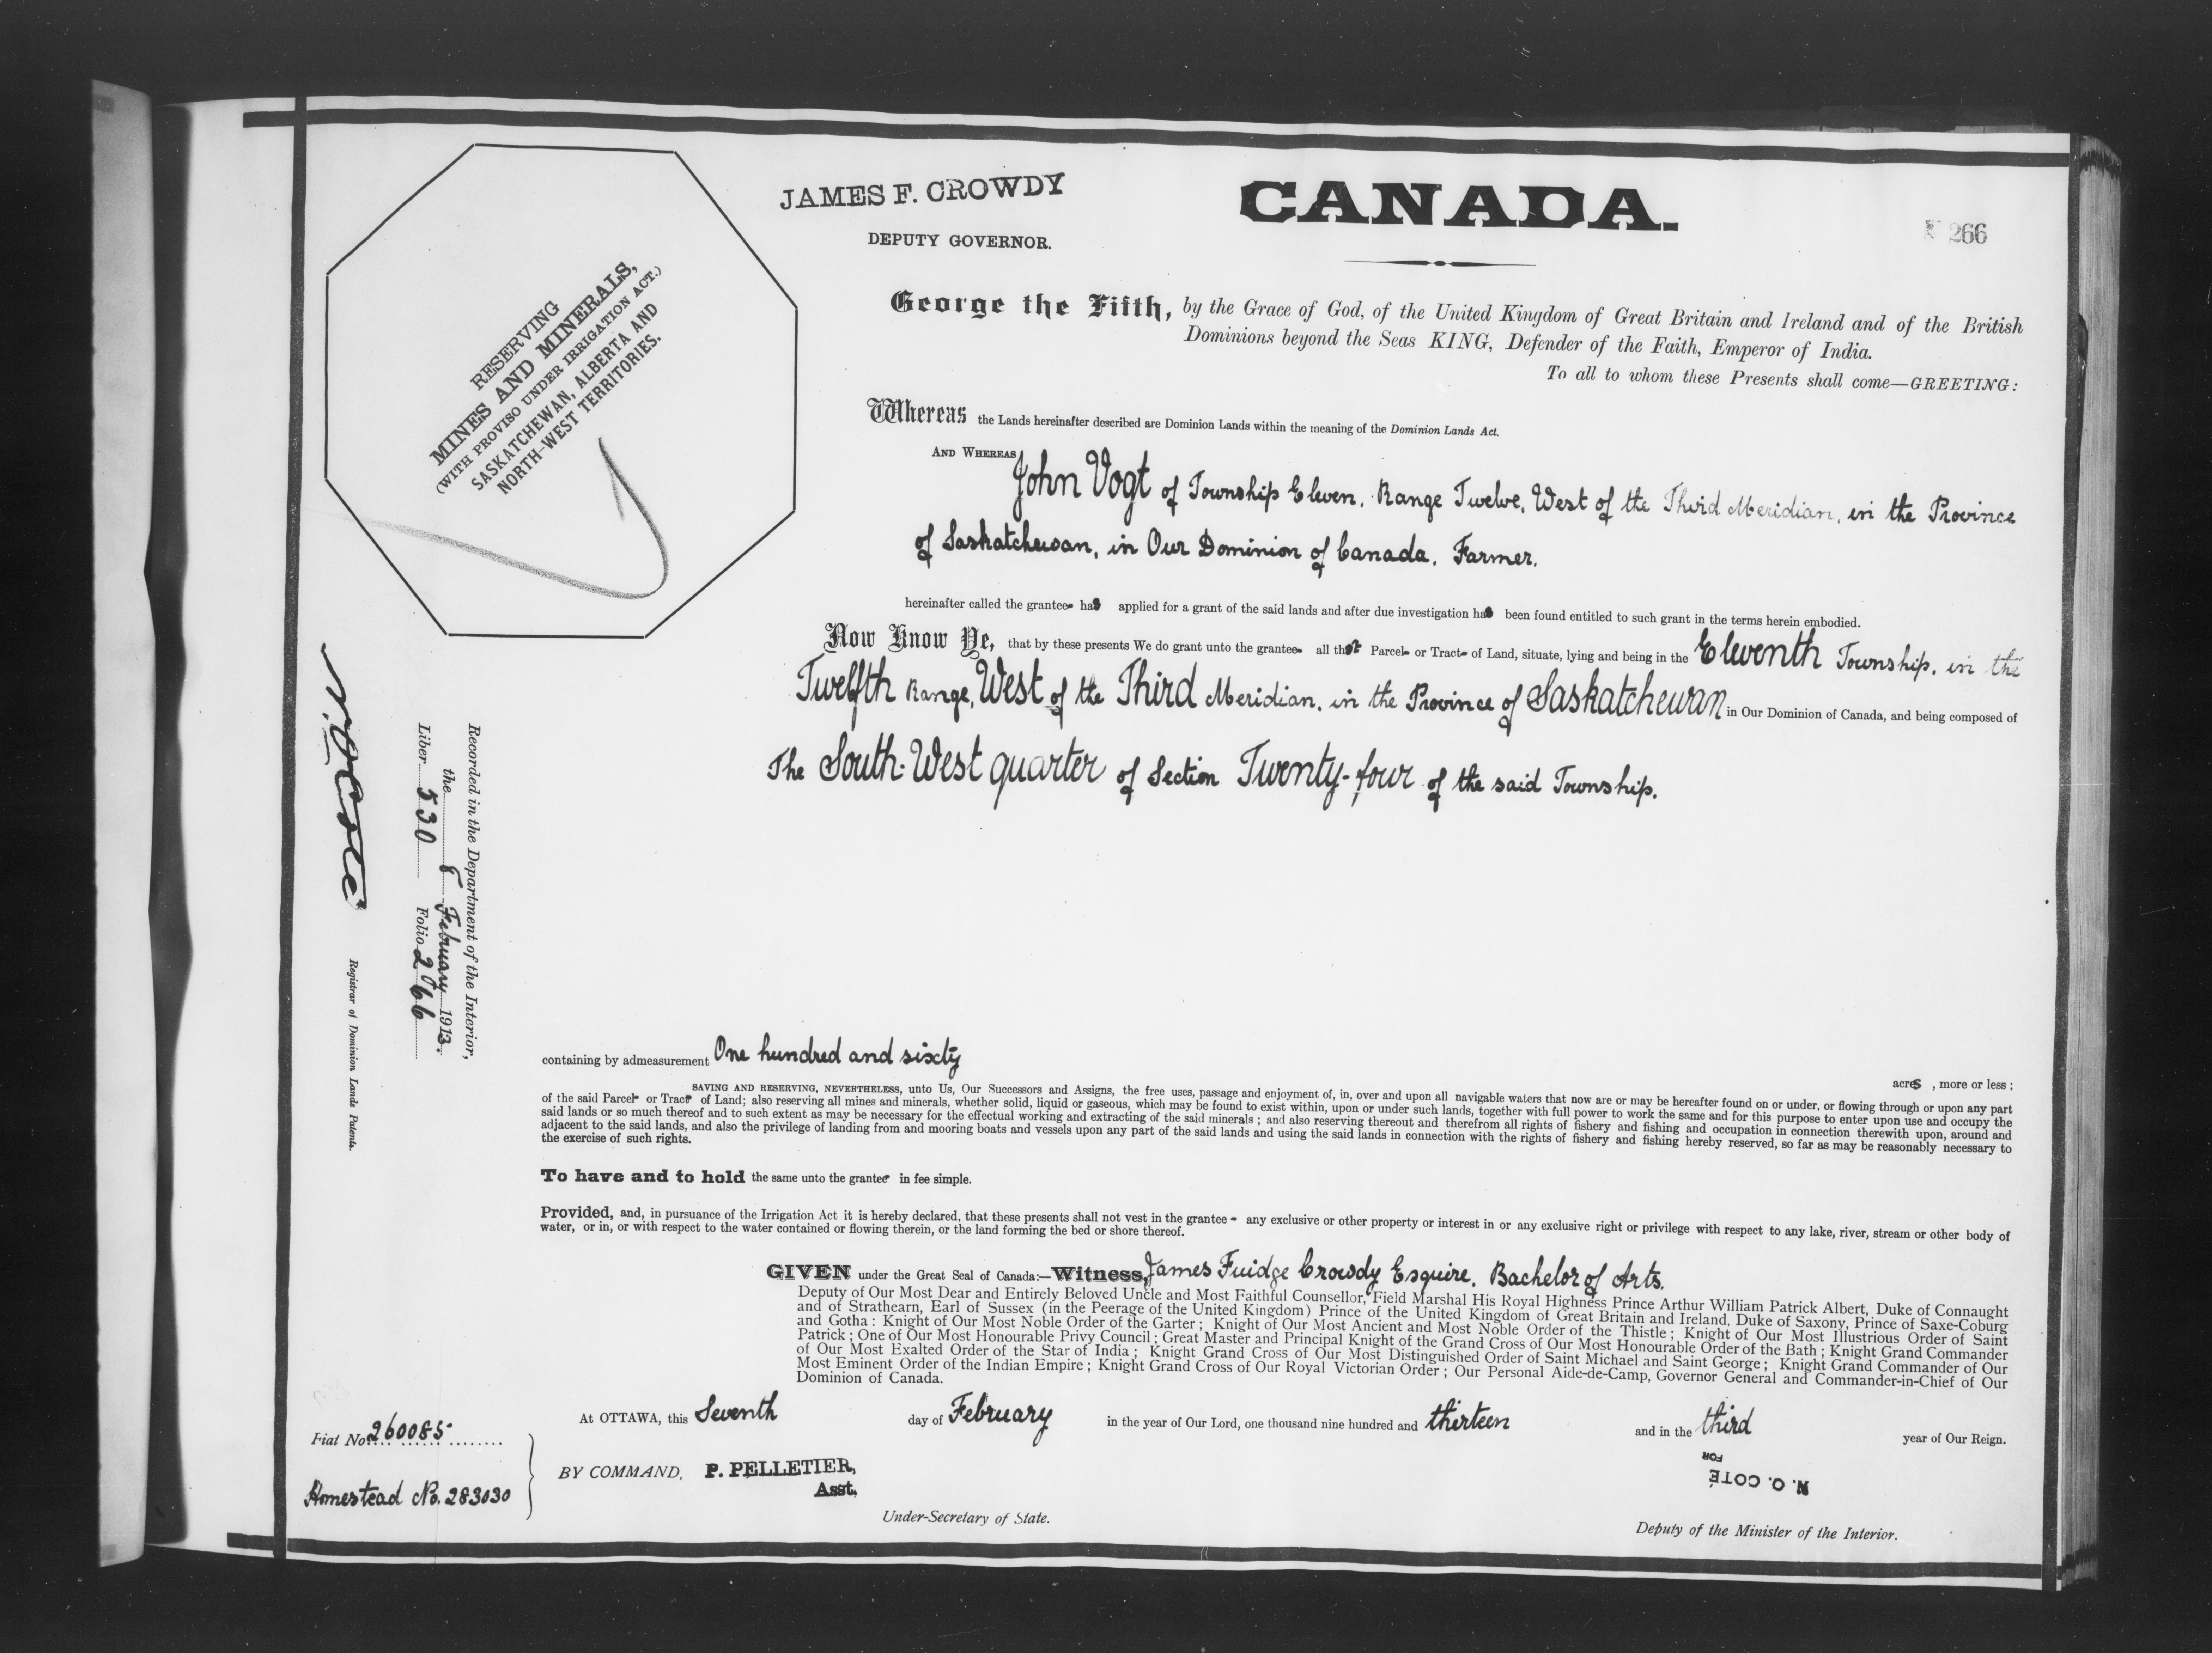 JAMES F. CROWDY
DEPUTY GOVERNOR.
CANADA.
266
RESERVING
MINES AND MINERALS,
(WITH PROVISO UNDER IRRIGATION ACT.)
SASKATCHEWAN, ALBERTA AND
NORTH-WEST TERRITORIES.
George the Fifth, by the Grace of God, of the United Kingdom of Great Britain and Ireland and of the British
Dominions beyond the Seas KING, Defender of the Faith, Emperor of India.
To all to whom these Presents shall come—GREETING:
Whereas the Lands hereinafter described are Dominion Lands within the meaning of the Dominion Lands Act.
AND WHEREAS John Vogt of Township Eleven, Range Twelve, West of the Third Meridian, in the Province
of Saskatchewan, in Our Dominion of Canada, Farmer.
hereinafter called the grantee has applied for a grant of the said lands and after due investigation has been found entitled to such grant in the terms herein embodied.
Now Know Ye, that by these presents We do grant unto the grantee all that Parcel or Tract of Land, situate, lying and being in the Eleventh Township, in the
Twelfth Range, West of the Third Meridian, in the Province of Saskatchewan in Our Dominion of Canada, and being composed of
The South-West quarter of Section Twenty-four of the said Township.
containing by admeasurement One hundred and sixty
acres, more or less;
SAVING AND RESERVING, NEVERTHELESS, unto Us, Our Successors and Assigns, the free uses, passage and enjoyment of, in, over and upon all navigable waters that now are or may be hereafter found on or under, or flowing through or upon any part
of the said Parcel or Tract of Land; also reserving all mines and minerals, whether solid, liquid or gaseous, which may be found to exist within, upon or under such lands, together with full power to work the same and for this purpose to enter upon use and occupy the
said lands or so much thereof and to such extent as may be necessary for the effectual working and extracting of the said minerals; and also reserving thereout and therefrom all rights of fishery and fishing and occupation in connection therewith upon, around and
adjacent to the said lands, and also the privilege of landing from and mooring boats and vessels upon any part of the said lands and using the said lands in connection with the rights of fishery and fishing hereby reserved, so far as may be reasonably necessary to
the exercise of such rights.
To have and to hold the same unto the grantee in fee simple.
Provided, and, in pursuance of the Irrigation Act it is hereby declared, that these presents shall not vest in the grantee - any exclusive or other property or interest in or any exclusive right or privilege with respect to any lake, river, stream or other body of
water, or in, or with respect to the water contained or flowing therein, or the land forming the bed or shore thereof.
GIVEN under the Great Seal of Canada:—Witness, James Fuidge Crowdy Esquire, Bachelor of Arts.
Deputy of Our Most Dear and Entirely Beloved Uncle and Most Faithful Counsellor, Field Marshal His Royal Highness Prince Arthur William Patrick Albert, Duke of Connaught
and of Strathearn, Earl of Sussex (in the Peerage of the United Kingdom) Prince of the United Kingdom of Great Britain and Ireland, Duke of Saxony, Prince of Saxe-Coburg
and Gotha: Knight of Our Most Noble Order of the Garter; Knight of Our Most Ancient and Most Noble Order of the Thistle; Knight of Our Most Illustrious Order of Saint
Patrick; One of Our Most Honourable Privy Council; Great Master and Principal Knight of the Grand Cross of Our Most Honourable Order of the Bath; Knight Grand Commander
of Our Most Exalted Order of the Star of India; Knight Grand Cross of Our Most Distinguished Order of Saint Michael and Saint George; Knight Grand Commander of Our
Most Eminent Order of the Indian Empire; Knight Grand Cross of Our Royal Victorian Order; Our Personal Aide-de-Camp, Governor General and Commander-in-Chief of Our
Dominion of Canada.
At OTTAWA, this Seventh day of February in the year of Our Lord, one thousand nine hundred and thirteen and in the third year of Our Reign.
BY COMMAND, P. PELLETIER,
Asst.
Under-Secretary of State.
FOR
N. O. COTÉ
Deputy of the Minister of the Interior.
Fiat No. 260085
Homestead No. 283030
Recorded in the Department of the Interior,
the 8 February 1913.
Liber 530 Folio 266
N. O. Coté
Registrar of Dominion Lands Patents.